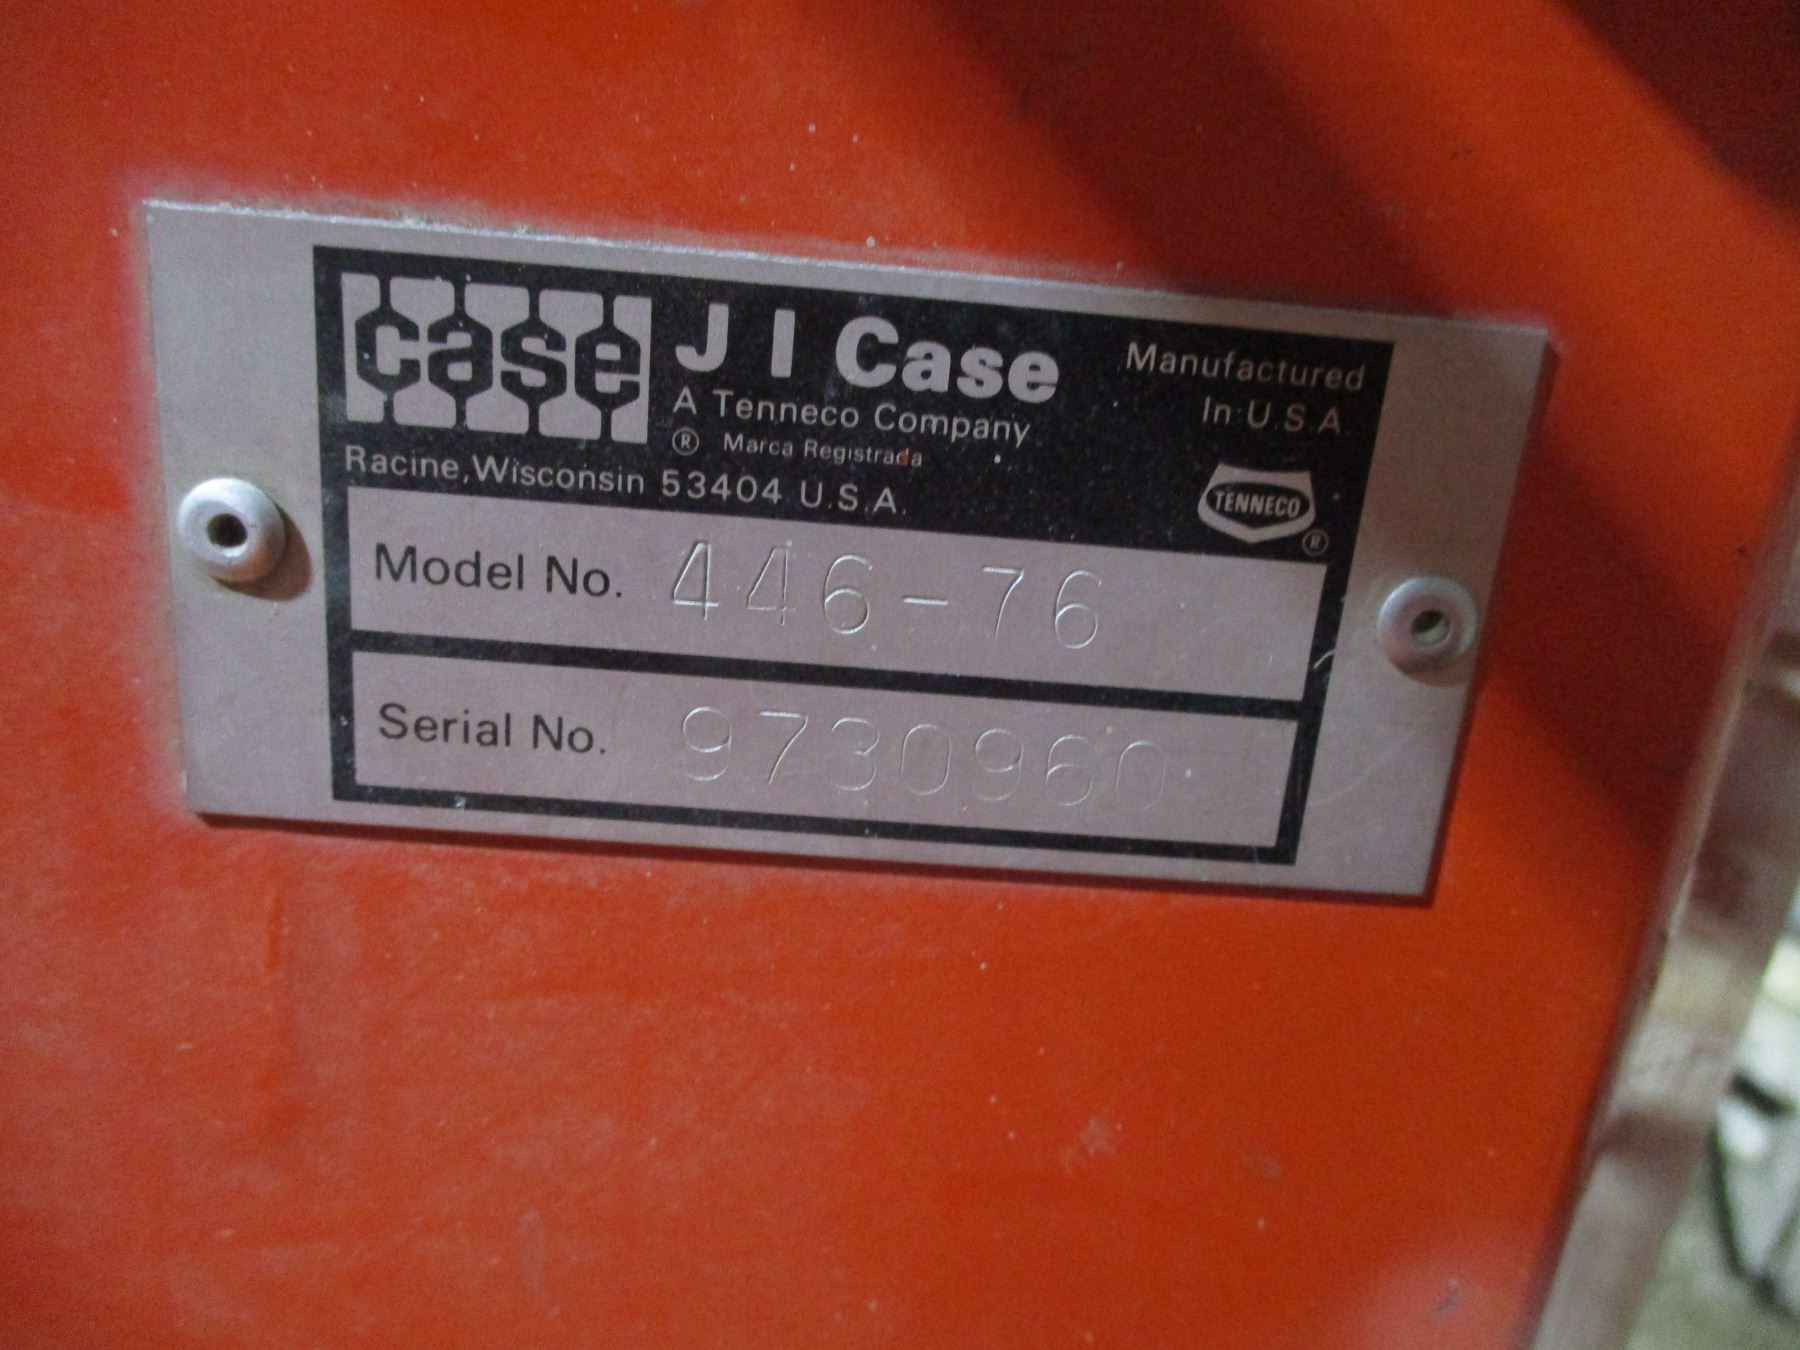 case J I Case
A Tenneco Company
® Marca Registrada
Racine, Wisconsin 53404 U.S.A.
Manufactured
In U.S.A.
TENNECO ®
Model No. 446-76
Serial No. 9730960